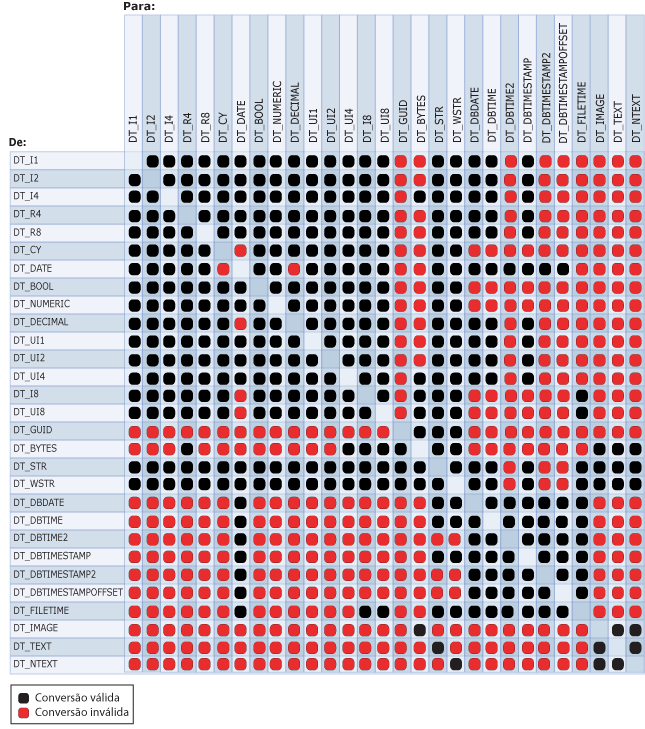 Para:
DT_I1
DT_I2
DT_I4
DT_R4
DT_R8
DT_CY
DT_DATE
DT_BOOL
DT_NUMERIC
DT_DECIMAL
DT_UI1
DT_UI2
DT_UI4
DT_I8
DT_UI8
DT_GUID
DT_BYTES
DT_STR
DT_WSTR
DT_DBDATE
DT_DBTIME
DT_DBTIME2
DT_DBTIMESTAMP
DT_DBTIMESTAMP2
DT_DBTIMESTAMPOFFSET
DT_FILETIME
DT_IMAGE
DT_TEXT
DT_NTEXT
De:
DT_I1
DT_I2
DT_I4
DT_R4
DT_R8
DT_CY
DT_DATE
DT_BOOL
DT_NUMERIC
DT_DECIMAL
DT_UI1
DT_UI2
DT_UI4
DT_I8
DT_UI8
DT_GUID
DT_BYTES
DT_STR
DT_WSTR
DT_DBDATE
DT_DBTIME
DT_DBTIME2
DT_DBTIMESTAMP
DT_DBTIMESTAMP2
DT_DBTIMESTAMPOFFSET
DT_FILETIME
DT_IMAGE
DT_TEXT
DT_NTEXT
Conversão válida
Conversão inválida